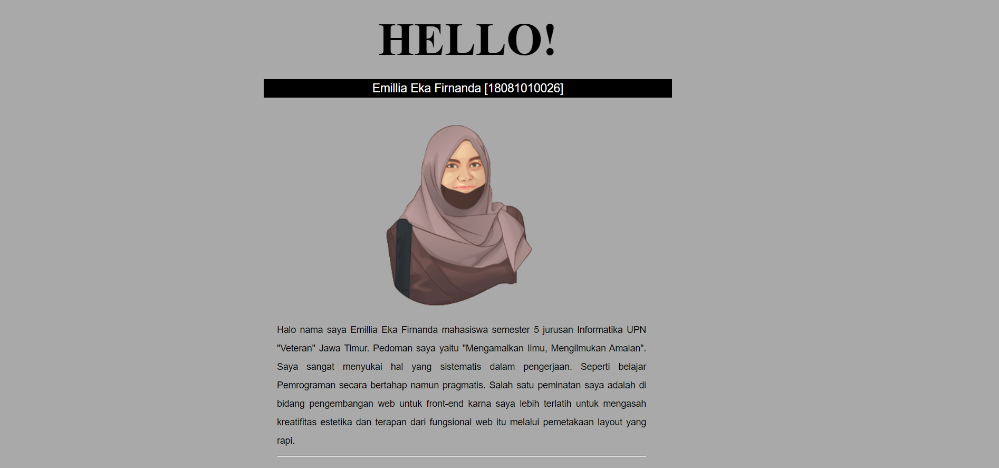 HELLO!
Emillia Eka Firnanda [18081010026]
Halo nama saya Emillia Eka Firnanda mahasiswa semester 5 jurusan Informatika UPN
"Veteran" Jawa Timur. Pedoman saya yaitu "Mengamalkan Ilmu, Mengilmukan Amalan".
Saya sangat menyukai hal yang sistematis dalam pengerjaan. Seperti belajar
Pemrograman secara bertahap namun pragmatis. Salah satu peminatan saya adalah di
bidang pengembangan web untuk front-end karna saya lebih terlatih untuk mengasah
kreatifitas estetika dan terapan dari fungsional web itu melalui pemetakaan layout yang
rapi.